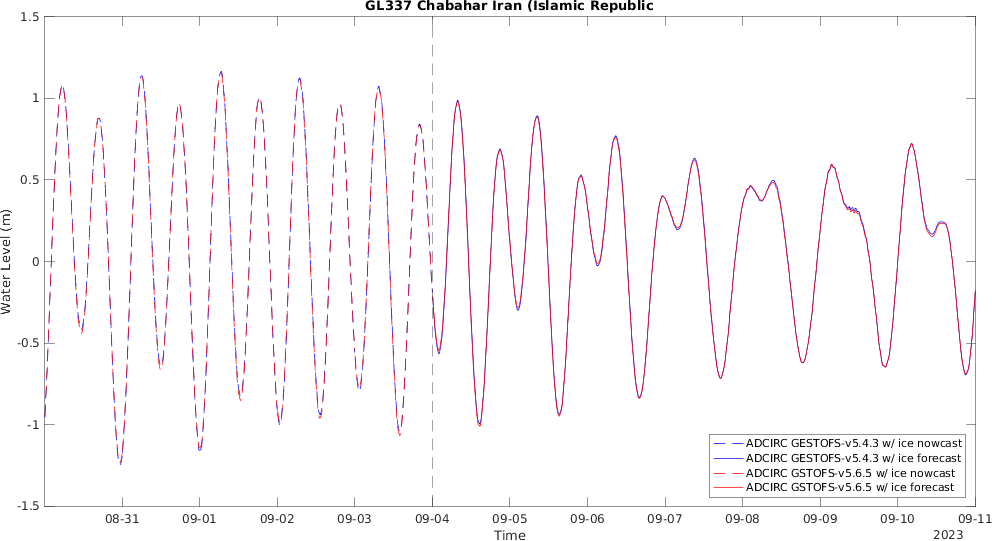 GL337 Chabahar Iran (Islamic Republic
1.5
1
0.5
0
-0.5
-1
-1.5
Water Level (m)
08-31
09-01
09-02
09-03
09-04
09-05
09-06
09-07
09-08
09-09
09-10
09-11
Time
2023
ADCIRC GESTOFS-v5.4.3 w/ ice nowcast
ADCIRC GESTOFS-v5.4.3 w/ ice forecast
ADCIRC GSTOFS-v5.6.5 w/ ice nowcast
ADCIRC GSTOFS-v5.6.5 w/ ice forecast